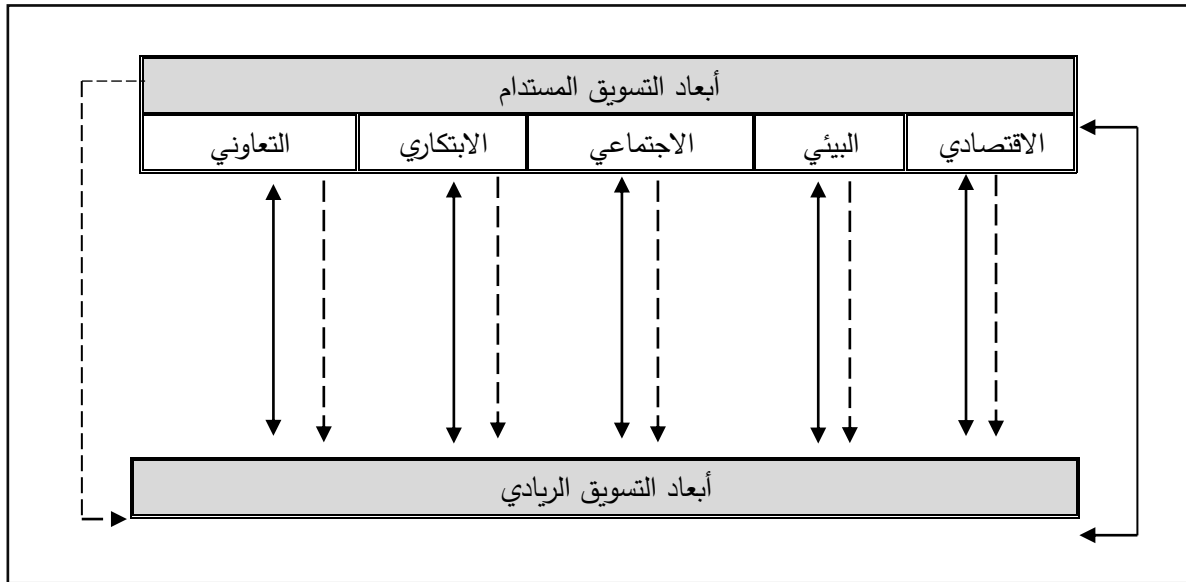 أبعاد التسويق المستدام
الاقتصادي البيئي الاجتماعي الابتكاري التعاوني
أبعاد التسويق الريادي